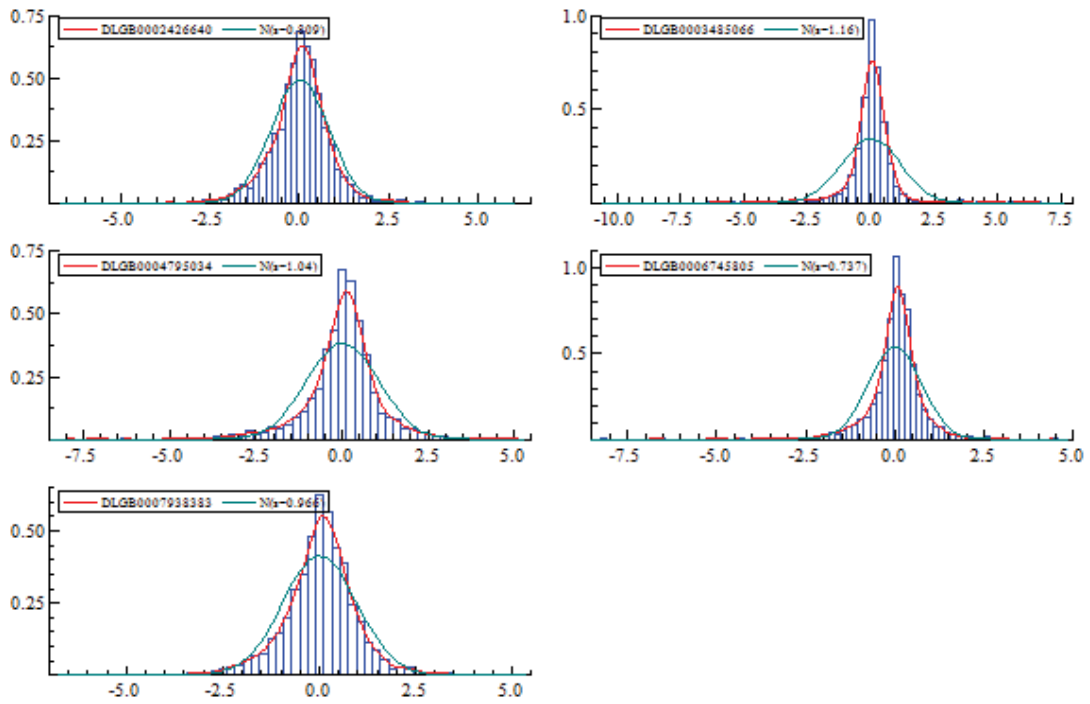 0.75 DLGB0002426640 N(s=0.809)
0.50
0.25
-5.0 -2.5 0.0 2.5 5.0
1.0 DLGB0003485066 N(s=1.16)
0.5
-10.0 -7.5 -5.0 -2.5 0.0 2.5 5.0 7.5
0.75 DLGB0004795034 N(s=1.04)
0.50
0.25
-7.5 -5.0 -2.5 0.0 2.5 5.0
1.0 DLGB0006745805 N(s=0.737)
0.5
-7.5 -5.0 -2.5 0.0 2.5 5.0
DLGB0007938383 N(s=0.966)
0.50
0.25
-5.0 -2.5 0.0 2.5 5.0